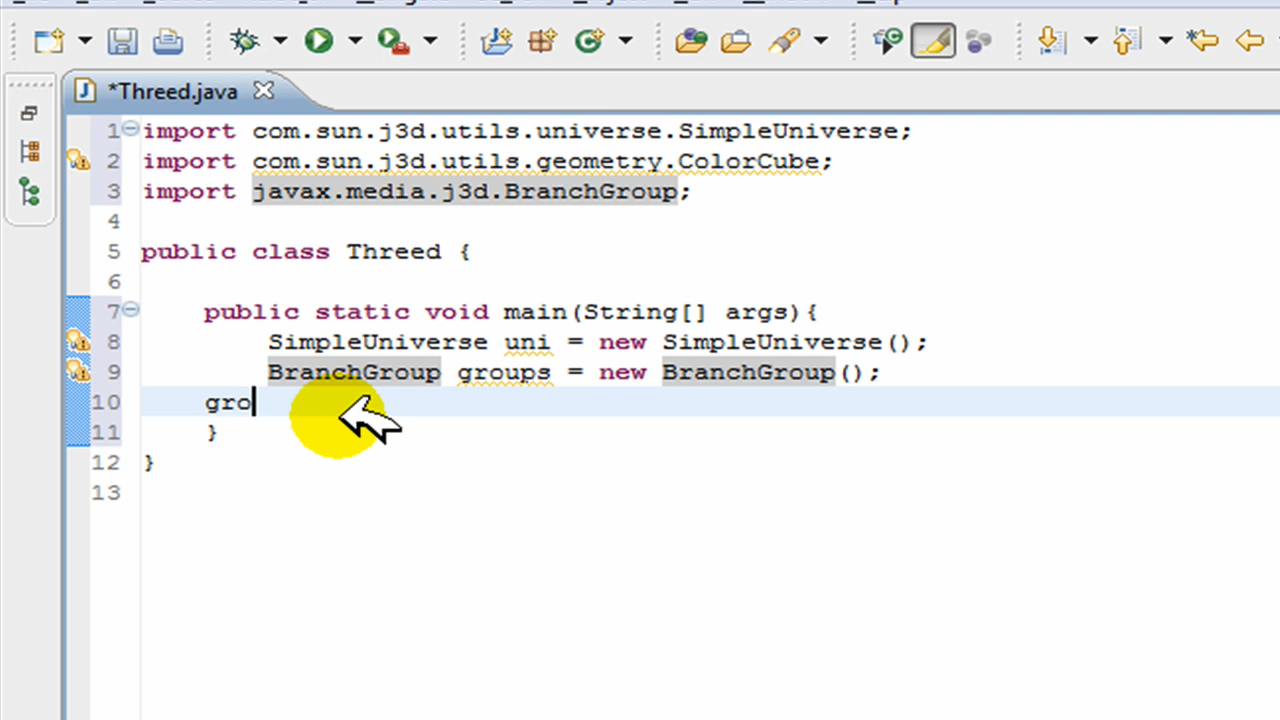 *Threed.java
1 import com.sun.j3d.utils.universe.SimpleUniverse;
2 import com.sun.j3d.utils.geometry.ColorCube;
3 import javax.media.j3d.BranchGroup;
4
5 public class Threed {
6
7 public static void main(String[] args){
8 SimpleUniverse uni = new SimpleUniverse();
9 BranchGroup groups = new BranchGroup();
10 gro
11 }
12 }
13